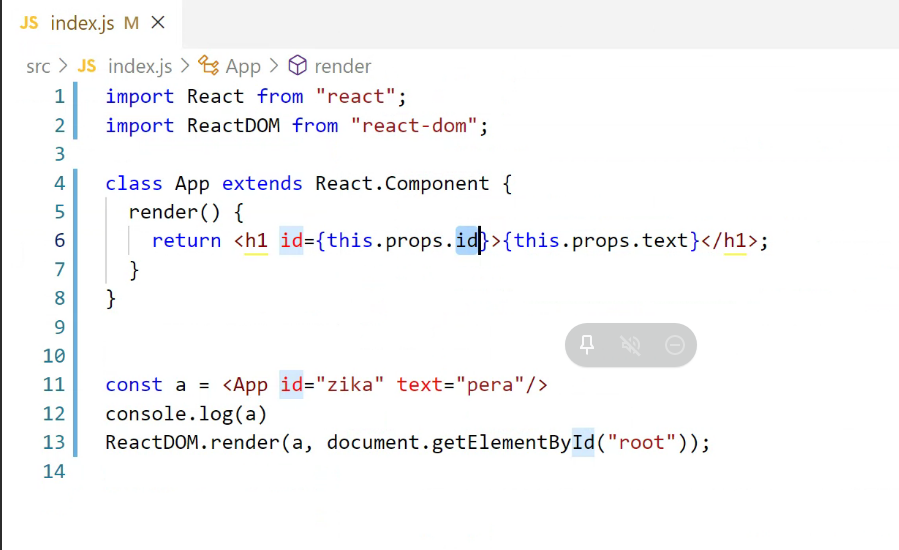 JS index.js M
src > JS index.js > App > render
1 import React from "react";
2 import ReactDOM from "react-dom";
3
4 class App extends React.Component {
5   render() {
6     return <h1 id={this.props.id}>{this.props.text}</h1>;
7   }
8 }
9
10
11 const a = <App id="zika" text="pera"/>
12 console.log(a)
13 ReactDOM.render(a, document.getElementById("root"));
14